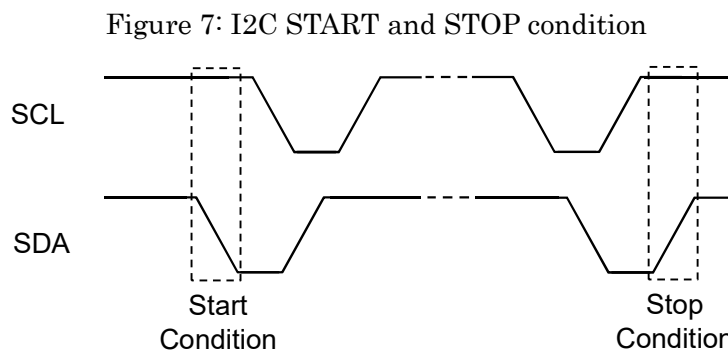 Figure 7: I2C START and STOP condition
SCL
SDA
Start
Condition
Stop
Condition